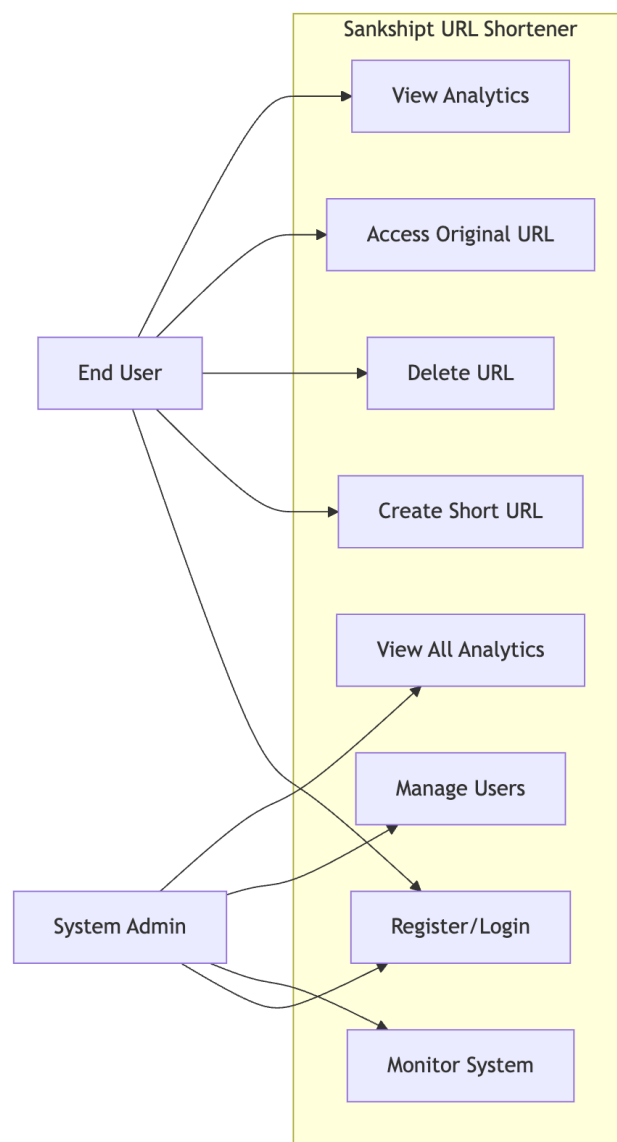 Sankshipt URL Shortener
View Analytics
Access Original URL
End User
Delete URL
Create Short URL
View All Analytics
Manage Users
System Admin
Register/Login
Monitor System